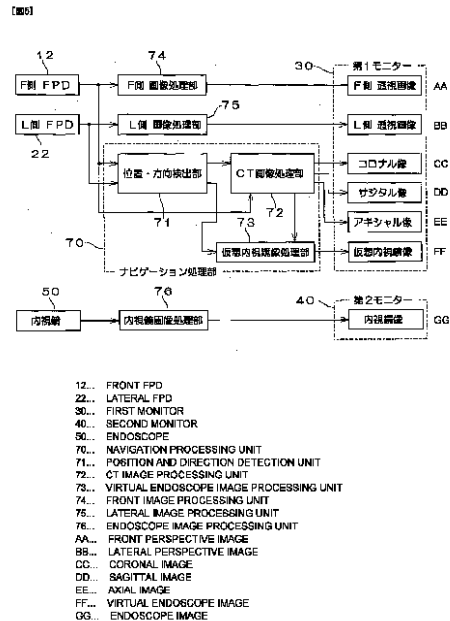 【図5】
12
74
30
第1モニター
F側 FPD
F側 画像処理部
F側 透視画像
AA
75
L側 FPD
L側 画像処理部
L側 透視画像
BB
22
位置・方向検出部
CT画像処理部
コロナル像
CC
サジタル像
DD
71
72
73
アキシャル像
EE
70
仮想内視鏡像処理部
仮想内視鏡像
FF
ナビゲーション処理部
50
76
40
第2モニター
内視鏡
内視鏡画像処理部
内視鏡像
GG
12... FRONT FPD
22... LATERAL FPD
30... FIRST MONITOR
40... SECOND MONITOR
50... ENDOSCOPE
70... NAVIGATION PROCESSING UNIT
71... POSITION AND DIRECTION DETECTION UNIT
72... CT IMAGE PROCESSING UNIT
73... VIRTUAL ENDOSCOPE IMAGE PROCESSING UNIT
74... FRONT IMAGE PROCESSING UNIT
75... LATERAL IMAGE PROCESSING UNIT
76... ENDOSCOPE IMAGE PROCESSING UNIT
AA... FRONT PERSPECTIVE IMAGE
BB... LATERAL PERSPECTIVE IMAGE
CC... CORONAL IMAGE
DD... SAGITTAL IMAGE
EE... AXIAL IMAGE
FF... VIRTUAL ENDOSCOPE IMAGE
GG... ENDOSCOPE IMAGE